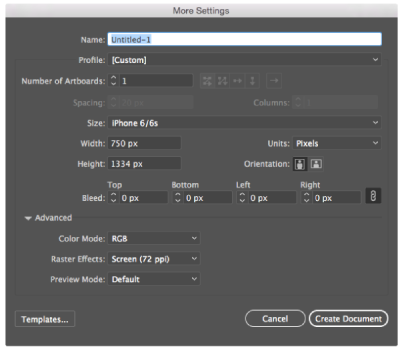 More Settings
Name: Untitled-1
Profile: [Custom]
Number of Artboards: 1
Spacing: Columns:
Size: iPhone 6/6s
Width: 750 px Units: Pixels
Height: 1334 px Orientation:
Top Bottom Left Right
Bleed: 0 px 0 px 0 px 0 px
Advanced
Color Mode: RGB
Raster Effects: Screen (72 ppi)
Preview Mode: Default
Templates... Cancel Create Document